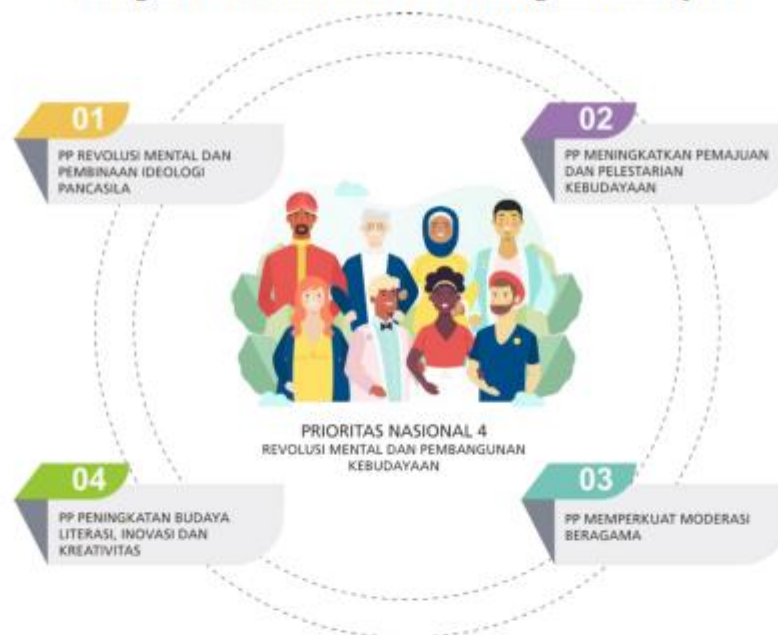 01
PP REVOLUSI MENTAL DAN
PEMBINAAN IDEOLOGI
PANCASILA
02
PP MENINGKATKAN PEMAJUAN
DAN PELESTARIAN
KEBUDAYAAN
PRIORITAS NASIONAL 4
REVOLUSI MENTAL DAN PEMBANGUNAN
KEBUDAYAAN
04
PP PENINGKATAN BUDAYA
LITERASI, INOVASI DAN
KREATIVITAS
03
PP MEMPERKUAT MODERASI
BERAGAMA